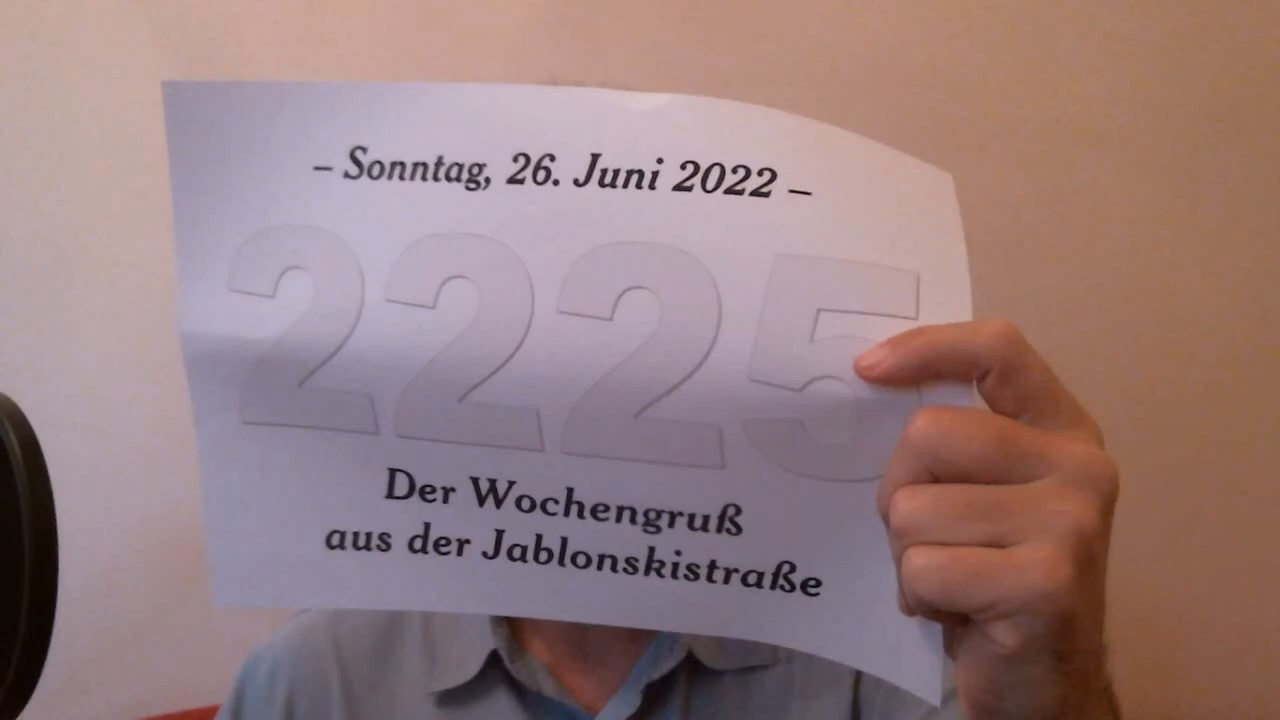 – Sonntag, 26. Juni 2022 –
2225
Der Wochengruß
aus der Jablonskistraße